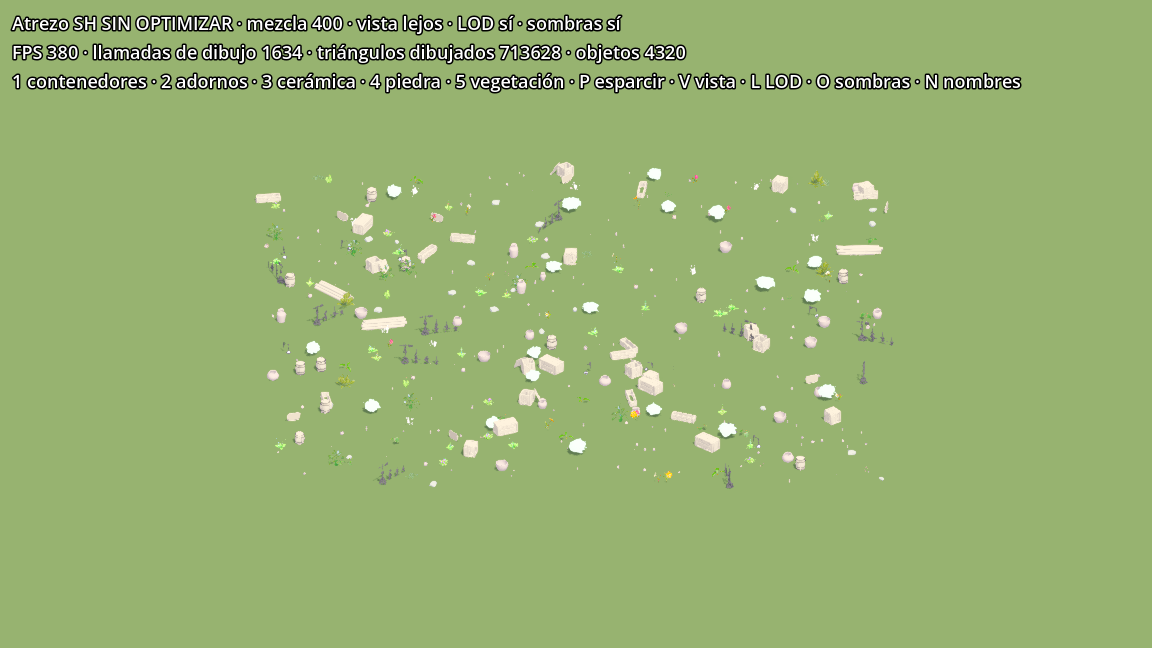 Atrezo SH SIN OPTIMIZAR · mezcla 400 · vista lejos · LOD sí · sombras sí
FPS 380 · llamadas de dibujo 1634 · triángulos dibujados 713628 · objetos 4320
1 contenedores · 2 adornos · 3 cerámica · 4 piedra · 5 vegetación · P esparcir · V vista · L LOD · O sombras · N nombres